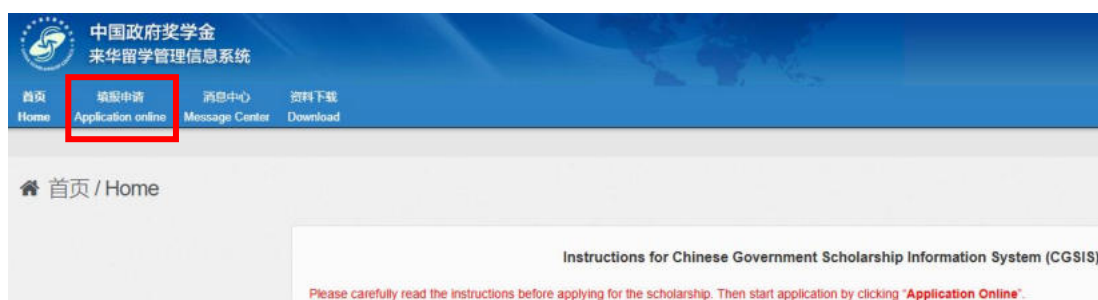 中国政府奖学金
来华留学管理信息系统
首页 填报申请 消息中心 资料下载
Home Application online Message Center Download
首页 / Home
Instructions for Chinese Government Scholarship Information System (CGSIS)
Please carefully read the instructions before applying for the scholarship. Then start application by clicking "Application Online".